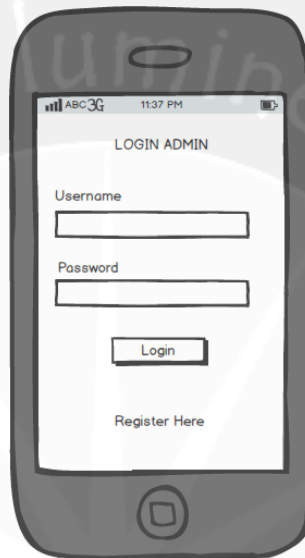 ABC 3G 11:37 PM
LOGIN ADMIN
Username
Password
Login
Register Here